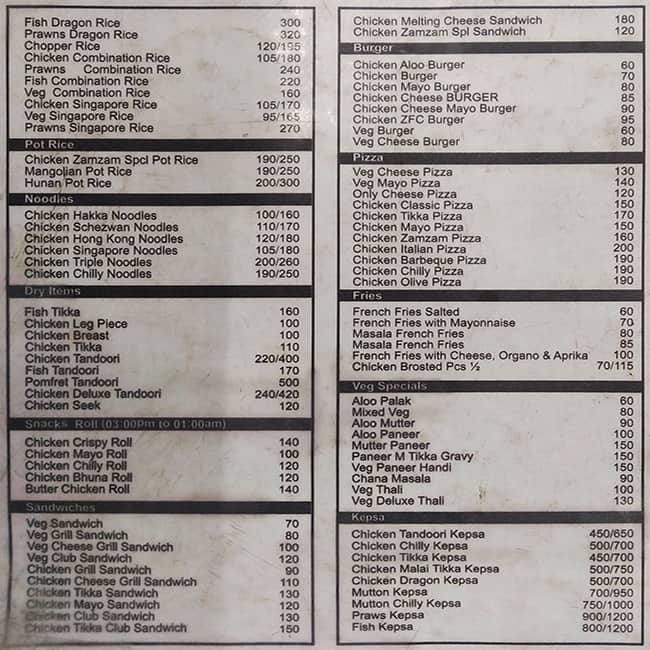 Fish Dragon Rice 300
Prawns Dragon Rice 320
Chopper Rice 120/195
Chicken Combination Rice 105/180
Prawns Combination Rice 240
Fish Combination Rice 220
Veg Combination Rice 160
Chicken Singapore Rice 105/170
Veg Singapore Rice 95/165
Prawns Singapore Rice 270
Pot Rice
Chicken Zamzam Spcl Pot Rice 190/250
Mangolian Pot Rice 190/250
Hunan Pot Rice 200/300
Noodles
Chicken Hakka Noodles 100/160
Chicken Schezwan Noodles 110/170
Chicken Hong Kong Noodles 120/180
Chicken Singapore Noodles 105/180
Chicken Triple Noodles 200/260
Chicken Chilly Noodles 190/250
Dry Items
Fish Tikka 160
Chicken Leg Piece 100
Chicken Breast 100
Chicken Tikka 110
Chicken Tandoori 220/400
Fish Tandoori 170
Pomfret Tandoori 500
Chicken Deluxe Tandoori 240/420
Chicken Seek 120
Snacks Roll (03:00Pm to 01:00am)
Chicken Crispy Roll 140
Chicken Mayo Roll 100
Chicken Chilly Roll 120
Chicken Bhuna Roll 120
Butter Chicken Roll 140
Sandwiches
Veg Sandwich 70
Veg Grill Sandwich 80
Veg Cheese Grill Sandwich 100
Veg Club Sandwich 120
Chicken Grill Sandwich 90
Chicken Cheese Grill Sandwich 110
Chicken Tikka Sandwich 130
Chicken Mayo Sandwich 120
Chicken Club Sandwich 130
Chicken Tikka Club Sandwich 150
Chicken Melting Cheese Sandwich 180
Chicken Zamzam Spl Sandwich 120
Burger
Chicken Aloo Burger 60
Chicken Burger 70
Chicken Mayo Burger 80
Chicken Cheese BURGER 85
Chicken Cheese Mayo Burger 90
Chicken ZFC Burger 95
Veg Burger 60
Veg Cheese Burger 80
Pizza
Veg Cheese Pizza 130
Veg Mayo Pizza 140
Only Cheese Pizza 120
Chicken Classic Pizza 150
Chicken Tikka Pizza 170
Chicken Mayo Pizza 150
Chicken Zamzam Pizza 160
Chicken Italian Pizza 200
Chicken Barbeque Pizza 190
Chicken Chilly Pizza 190
Chicken Olive Pizza 190
Fries
French Fries Salted 60
French Fries with Mayonnaise 70
Masala French Fries 80
Masala French Fries 85
French Fries with Cheese, Organo & Aprika 100
Chicken Brosted Pcs ½ 70/115
Veg Specials
Aloo Palak 60
Mixed Veg 80
Aloo Mutter 90
Aloo Paneer 100
Mutter Paneer 150
Paneer M Tikka Gravy 150
Veg Paneer Handi 150
Chana Masala 90
Veg Thali 100
Veg Deluxe Thali 130
Kepsa
Chicken Tandoori Kepsa 450/650
Chicken Chilly Kepsa 500/700
Chicken Tikka Kepsa 450/700
Chicken Malai Tikka Kepsa 500/750
Chicken Dragon Kepsa 500/700
Mutton Kepsa 700/950
Mutton Chilly Kepsa 750/1000
Praws Kepsa 900/1200
Fish Kepsa 800/1200